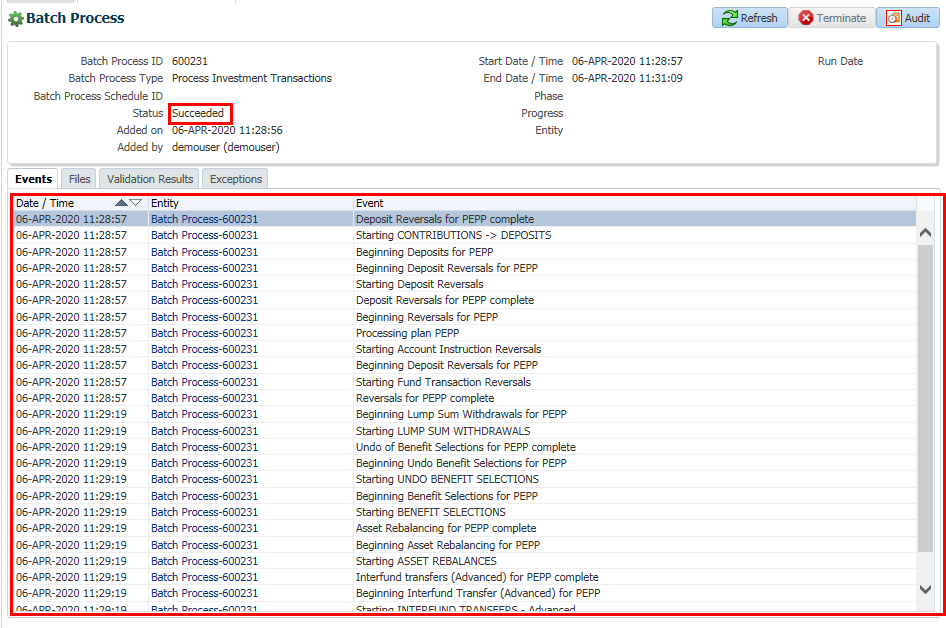 Batch Process
Refresh Terminate Audit
Batch Process ID 600231 Start Date / Time 06-APR-2020 11:28:57 Run Date
Batch Process Type Process Investment Transactions End Date / Time 06-APR-2020 11:31:09
Batch Process Schedule ID Phase
Status Succeeded Progress
Added on 06-APR-2020 11:28:56 Entity
Added by demouser (demouser)
Events Files Validation Results Exceptions
Date / Time Entity Event
06-APR-2020 11:28:57 Batch Process-600231 Deposit Reversals for PEPP complete
06-APR-2020 11:28:57 Batch Process-600231 Starting CONTRIBUTIONS -> DEPOSITS
06-APR-2020 11:28:57 Batch Process-600231 Beginning Deposits for PEPP
06-APR-2020 11:28:57 Batch Process-600231 Beginning Deposit Reversals for PEPP
06-APR-2020 11:28:57 Batch Process-600231 Starting Deposit Reversals
06-APR-2020 11:28:57 Batch Process-600231 Deposit Reversals for PEPP complete
06-APR-2020 11:28:57 Batch Process-600231 Beginning Reversals for PEPP
06-APR-2020 11:28:57 Batch Process-600231 Processing plan PEPP
06-APR-2020 11:28:57 Batch Process-600231 Starting Account Instruction Reversals
06-APR-2020 11:28:57 Batch Process-600231 Beginning Deposit Reversals for PEPP
06-APR-2020 11:28:57 Batch Process-600231 Starting Fund Transaction Reversals
06-APR-2020 11:28:57 Batch Process-600231 Reversals for PEPP complete
06-APR-2020 11:29:19 Batch Process-600231 Beginning Lump Sum Withdrawals for PEPP
06-APR-2020 11:29:19 Batch Process-600231 Starting LUMP SUM WITHDRAWALS
06-APR-2020 11:29:19 Batch Process-600231 Undo of Benefit Selections for PEPP complete
06-APR-2020 11:29:19 Batch Process-600231 Beginning Undo Benefit Selections for PEPP
06-APR-2020 11:29:19 Batch Process-600231 Starting UNDO BENEFIT SELECTIONS
06-APR-2020 11:29:19 Batch Process-600231 Beginning Benefit Selections for PEPP
06-APR-2020 11:29:19 Batch Process-600231 Starting BENEFIT SELECTIONS
06-APR-2020 11:29:19 Batch Process-600231 Asset Rebalancing for PEPP complete
06-APR-2020 11:29:19 Batch Process-600231 Beginning Asset Rebalancing for PEPP
06-APR-2020 11:29:19 Batch Process-600231 Starting ASSET REBALANCES
06-APR-2020 11:29:19 Batch Process-600231 Interfund transfers (Advanced) for PEPP complete
06-APR-2020 11:29:19 Batch Process-600231 Beginning Interfund Transfer (Advanced) for PEPP
06-APR-2020 11:29:19 Batch Process-600231 Starting INTERFUND TRANSFERS - Advanced